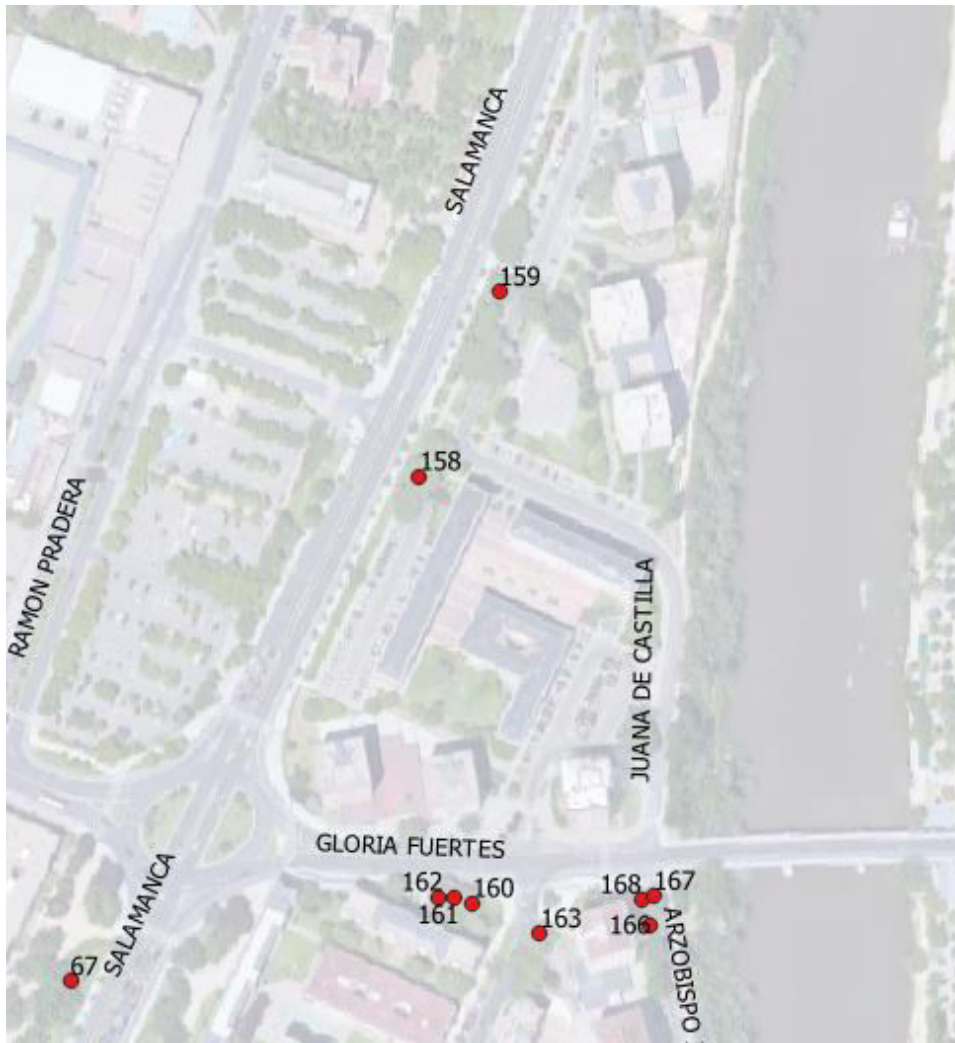 SALAMANCA
159
158
RAMON PRADERA
JUANA DE CASTILLA
GLORIA FUERTES
162
160
161
168
167
163
166
ARZOBISPO
SALAMANCA
67